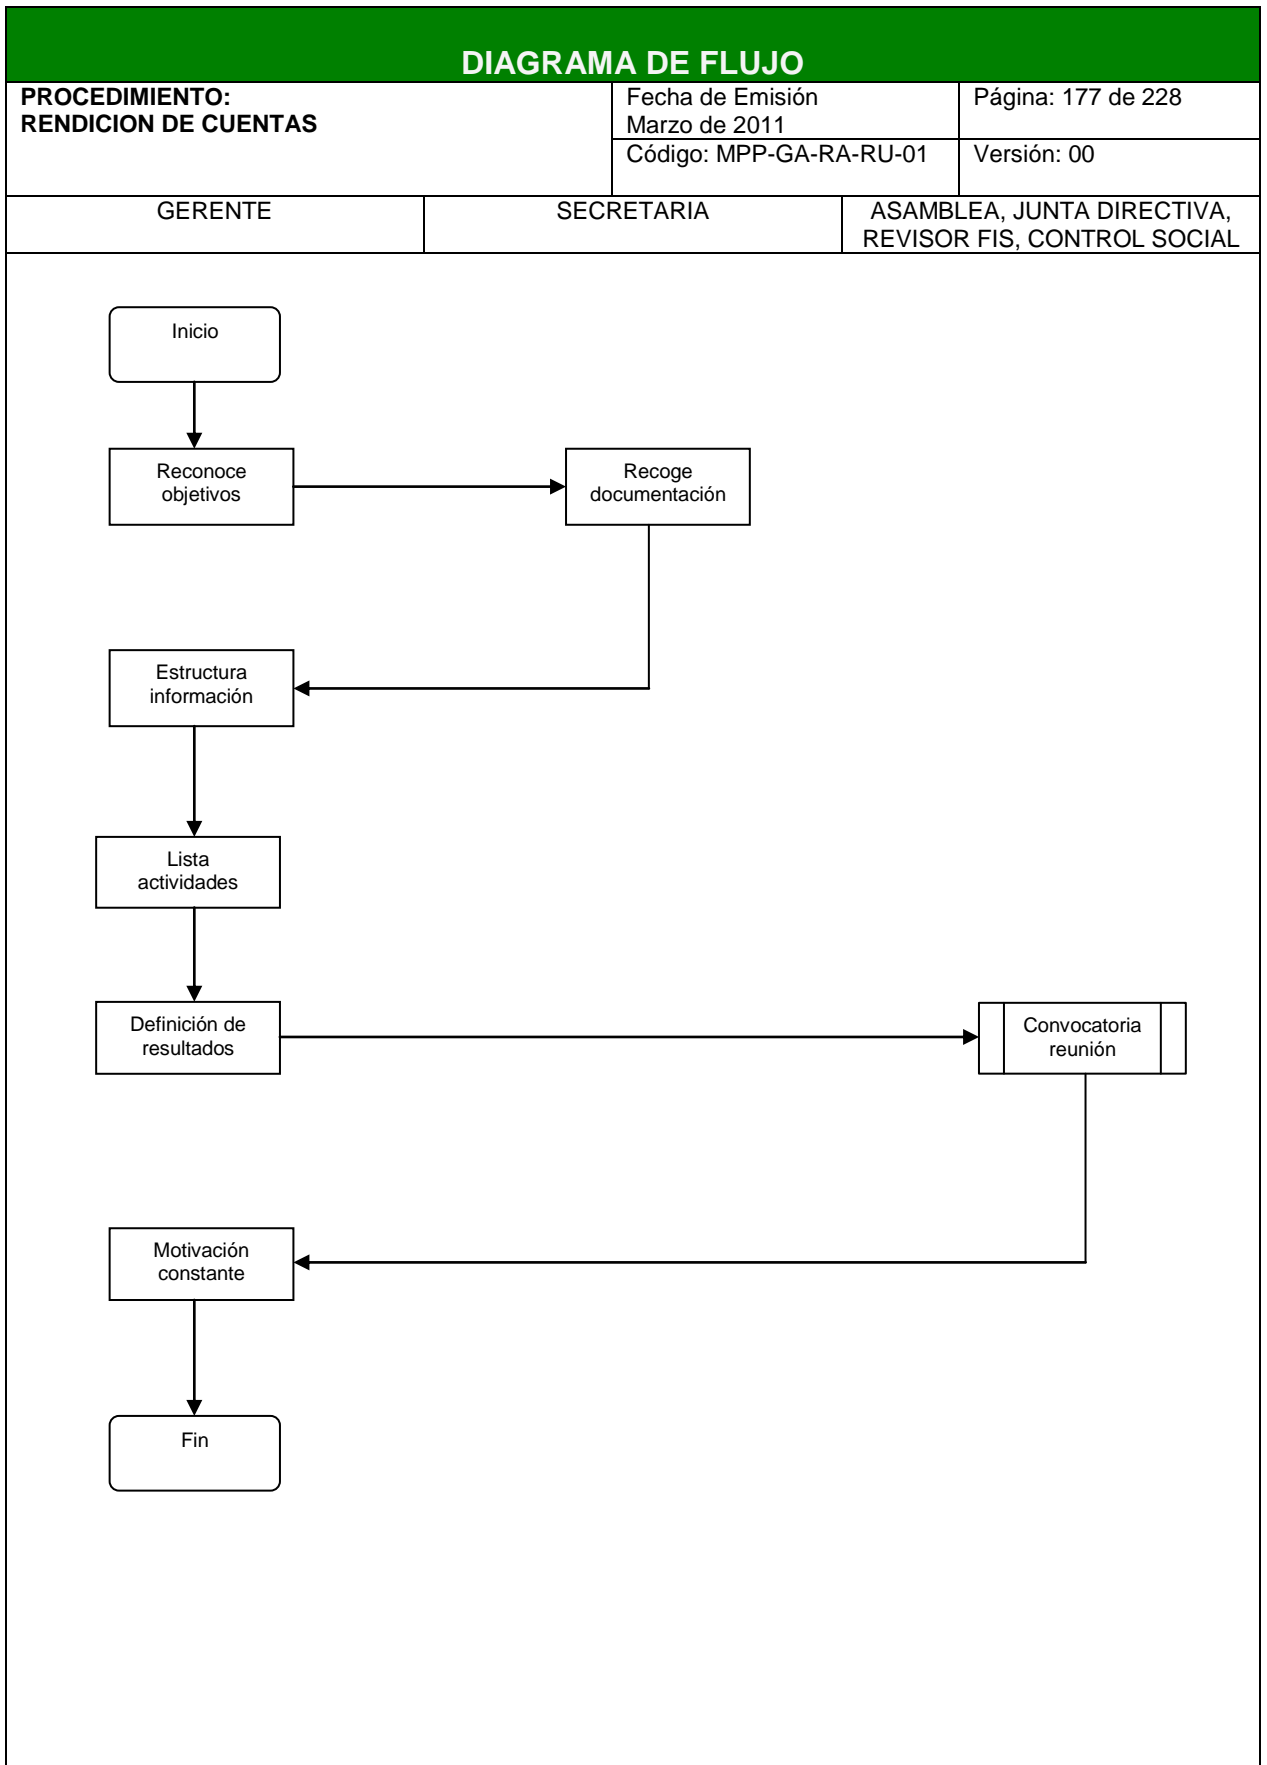 DIAGRAMA DE FLUJO
PROCEDIMIENTO:
RENDICION DE CUENTAS
Fecha de Emisión
Marzo de 2011
Página: 177 de 228
Código: MPP-GA-RA-RU-01
Versión: 00
GERENTE
SECRETARIA
ASAMBLEA, JUNTA DIRECTIVA,
REVISOR FIS, CONTROL SOCIAL
Inicio
Reconoce
objetivos
Recoge
documentación
Estructura
información
Lista
actividades
Definición de
resultados
Convocatoria
reunión
Motivación
constante
Fin